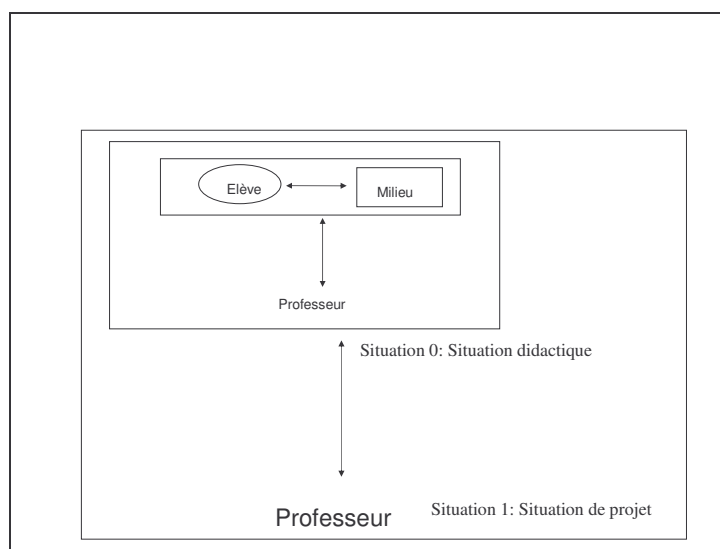 Elève
Milieu
Professeur
Situation 0: Situation didactique
Professeur
Situation 1: Situation de projet